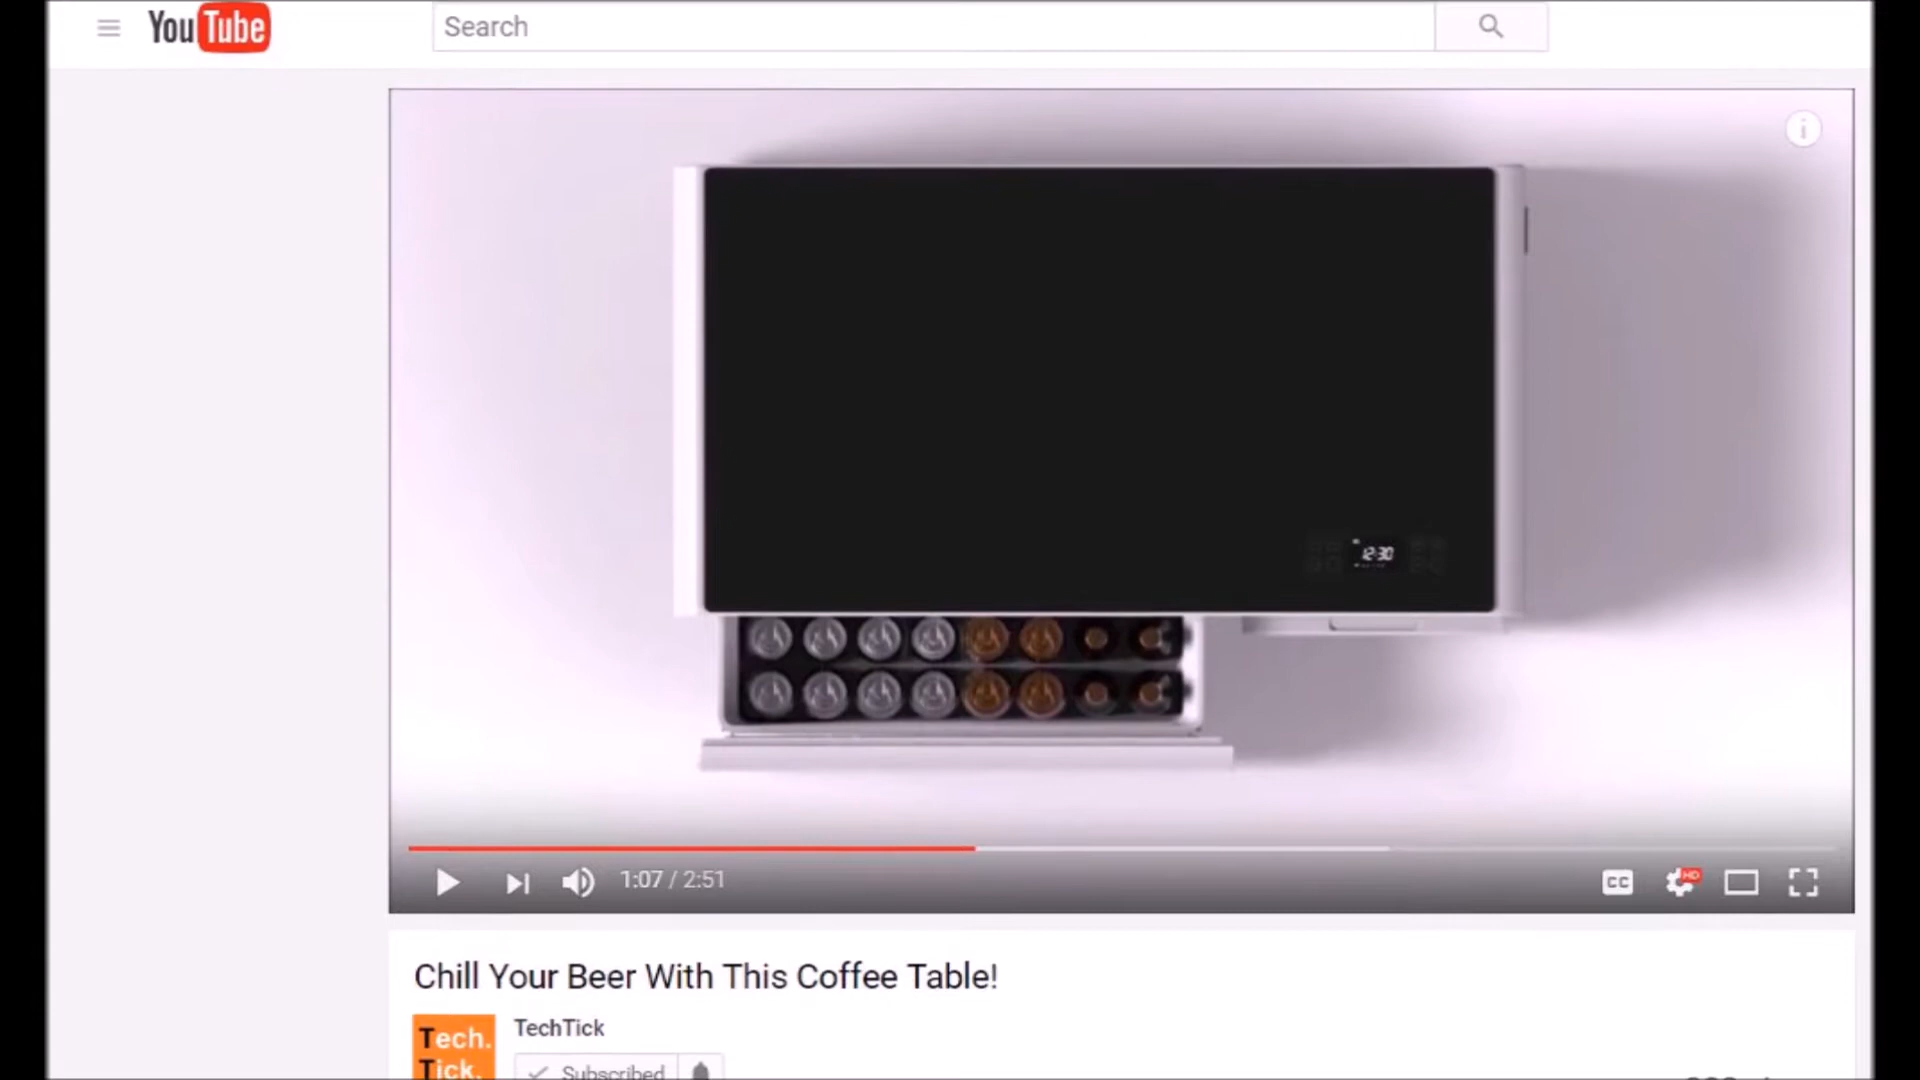 YouTube
Search
12:30
1:07 / 2:51
CC
HD
Chill Your Beer With This Coffee Table!
Tech.
Tick.
TechTick
Subscribed